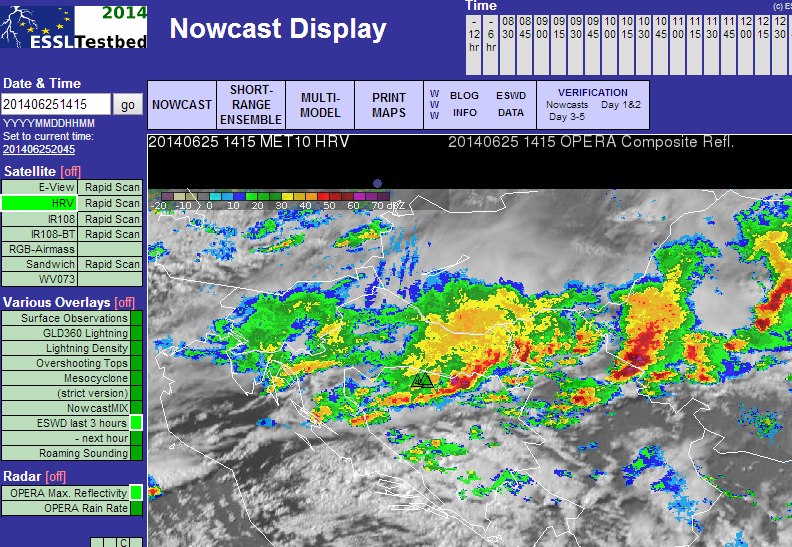 2014
ESSLTestbed
Nowcast Display
Time
(c) ES
- 12 hr
- 6 hr
08 30
08 45
09 00
09 15
09 30
09 45
10 00
10 15
10 30
10 45
11 00
11 15
11 30
11 45
12 00
12 15
12 30
Date & Time
201406251415 go
YYYYMMDDHHMM
Set to current time:
201406252045
NOWCAST
SHORT-
RANGE
ENSEMBLE
MULTI-
MODEL
PRINT
MAPS
W
W
W
BLOG ESWD
INFO DATA
VERIFICATION
Nowcasts Day 1&2
Day 3-5
20140625 1415 MET10 HRV
20140625 1415 OPERA Composite Refl.
-20 -10 0 10 20 30 40 50 60 70 dBZ
Satellite [off]
E-View Rapid Scan
HRV Rapid Scan
IR108 Rapid Scan
IR108-BT Rapid Scan
RGB-Airmass
Sandwich Rapid Scan
WV073
Various Overlays [off]
Surface Observations
GLD360 Lightning
Lightning Density
Overshooting Tops
Mesocyclone
(strict version)
NowcastMIX
ESWD last 3 hours
- next hour
Roaming Sounding
Radar [off]
OPERA Max. Reflectivity
OPERA Rain Rate
C